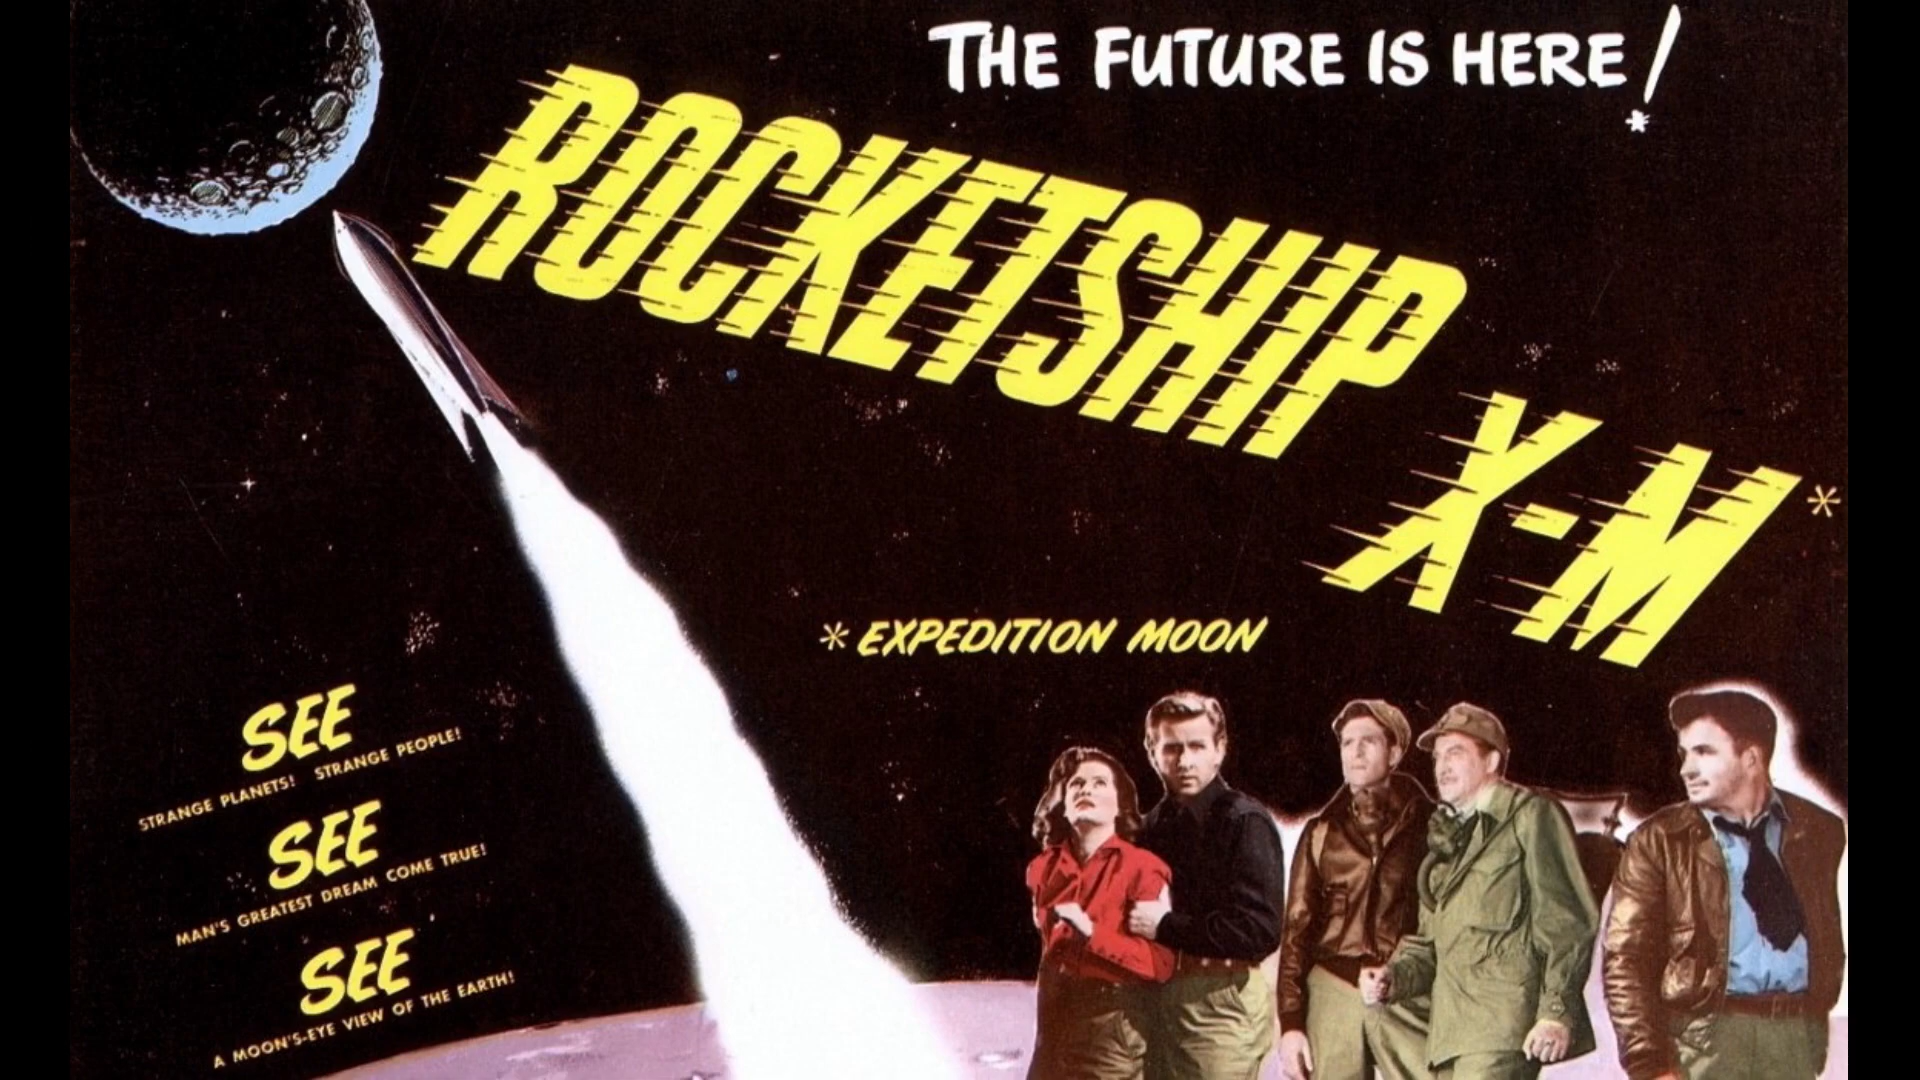 THE FUTURE IS HERE!
ROCKETSHIP
X-M*
*EXPEDITION MOON
SEE
STRANGE PLANETS! STRANGE PEOPLE!
SEE
MAN'S GREATEST DREAM COME TRUE!
SEE
A MOON'S-EYE VIEW OF THE EARTH!